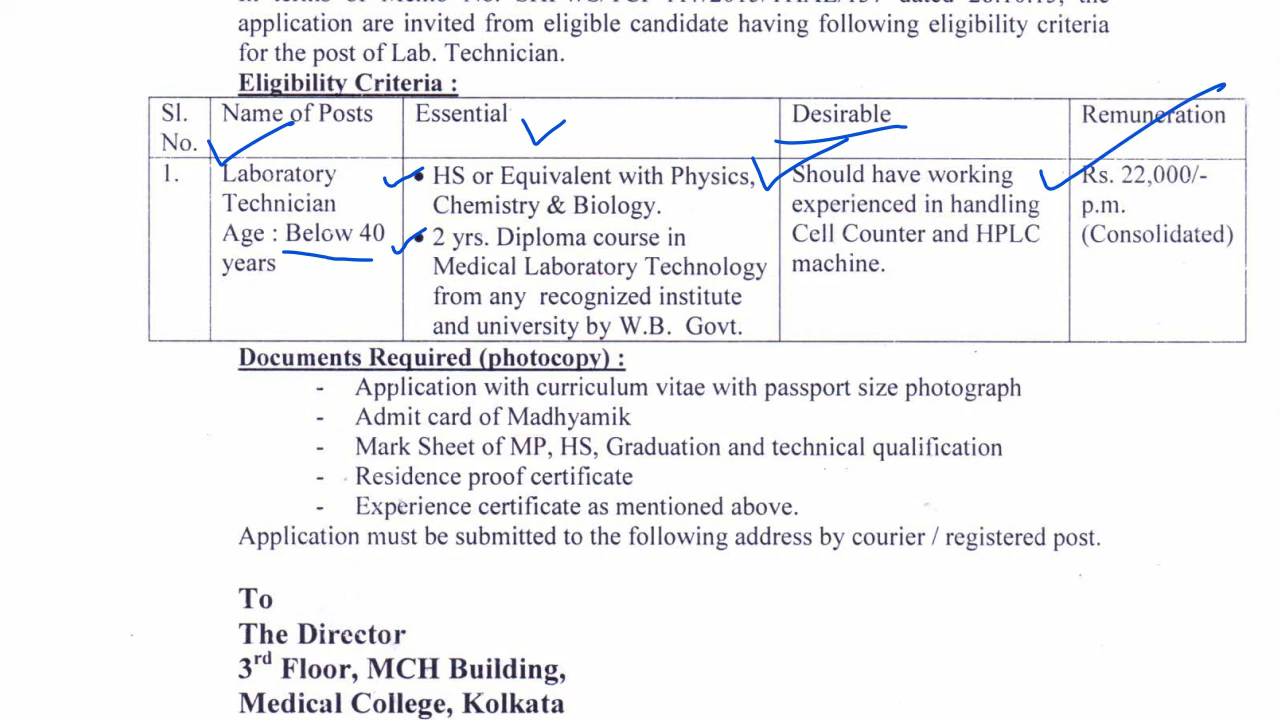 application are invited from eligible candidate having following eligibility criteria
for the post of Lab. Technician.
Eligibility Criteria :
Sl. No.
Name of Posts
Essential
Desirable
Remuneration
1.
Laboratory
Technician
Age : Below 40
years
• HS or Equivalent with Physics,
Chemistry & Biology.
• 2 yrs. Diploma course in
Medical Laboratory Technology
from any recognized institute
and university by W.B. Govt.
Should have working
experienced in handling
Cell Counter and HPLC
machine.
Rs. 22,000/-
p.m.
(Consolidated)
Documents Required (photocopy) :
- Application with curriculum vitae with passport size photograph
- Admit card of Madhyamik
- Mark Sheet of MP, HS, Graduation and technical qualification
- Residence proof certificate
- Experience certificate as mentioned above.
Application must be submitted to the following address by courier / registered post.
To
The Director
3rd Floor, MCH Building,
Medical College, Kolkata